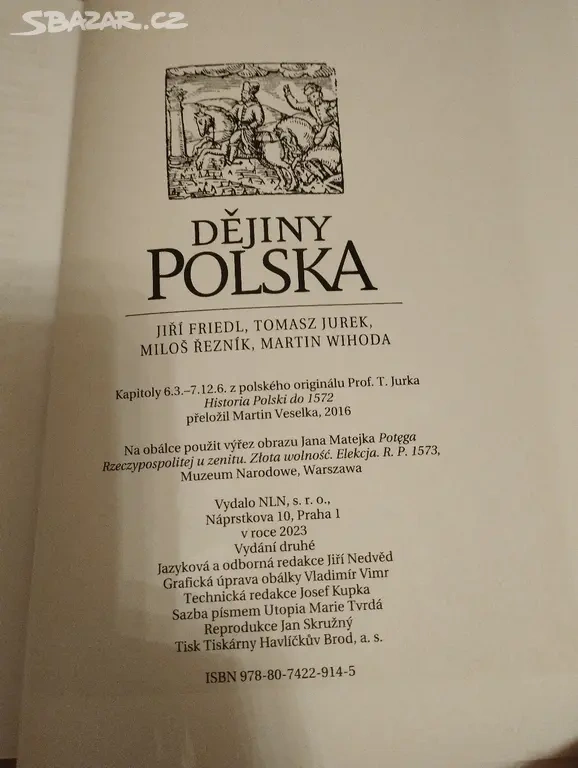 SBAZAR.CZ
DĚJINY
POLSKA
JIŘÍ FRIEDL, TOMASZ JUREK,
MILOŠ ŘEZNÍK, MARTIN WIHODA
Kapitoly 6.3.–7.12.6. z polského originálu Prof. T. Jurka
Historia Polski do 1572
přeložil Martin Veselka, 2016
Na obálce použit výřez obrazu Jana Matejka Potęga
Rzeczypospolitej u zenitu. Złota wolność. Elekcja. R. P. 1573,
Muzeum Narodowe, Warszawa
Vydalo NLN, s. r. o.,
Náprstkova 10, Praha 1
v roce 2023
Vydání druhé
Jazyková a odborná redakce Jiří Nedvěd
Grafická úprava obálky Vladimír Vimr
Technická redakce Josef Kupka
Sazba písmem Utopia Marie Tvrdá
Reprodukce Jan Skružný
Tisk Tiskárny Havlíčkův Brod, a. s.
ISBN 978-80-7422-914-5